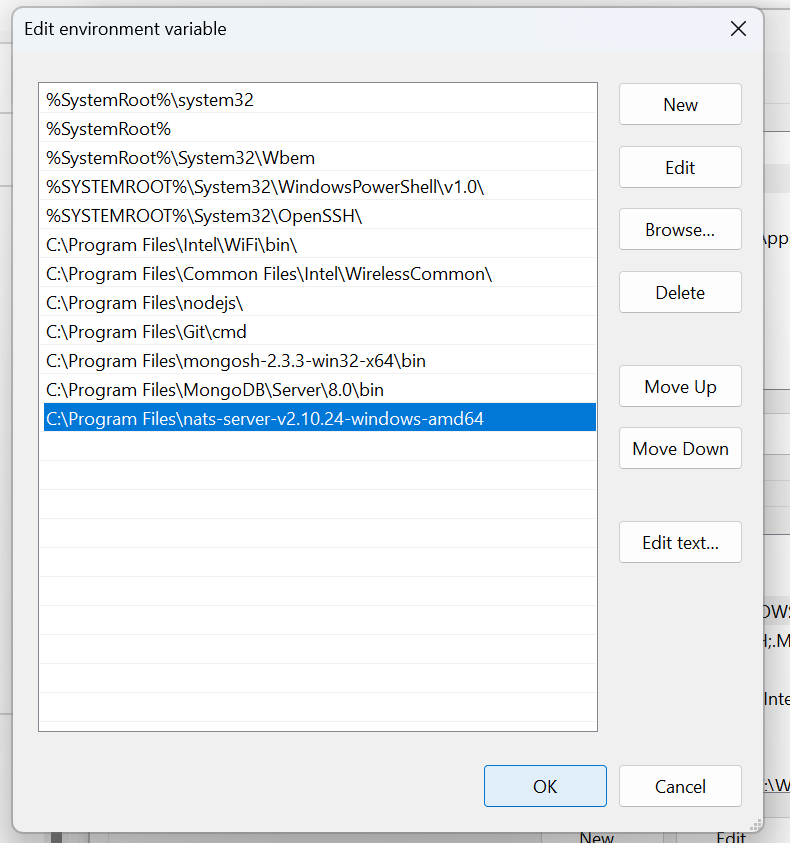 Edit environment variable
%SystemRoot%\system32
%SystemRoot%
%SystemRoot%\System32\Wbem
%SYSTEMROOT%\System32\WindowsPowerShell\v1.0\
%SYSTEMROOT%\System32\OpenSSH\
C:\Program Files\Intel\WiFi\bin\
C:\Program Files\Common Files\Intel\WirelessCommon\
C:\Program Files\nodejs\
C:\Program Files\Git\cmd
C:\Program Files\mongosh-2.3.3-win32-x64\bin
C:\Program Files\MongoDB\Server\8.0\bin
C:\Program Files\nats-server-v2.10.24-windows-amd64
New
Edit
Browse...
Delete
Move Up
Move Down
Edit text...
OK
Cancel
New
Edit